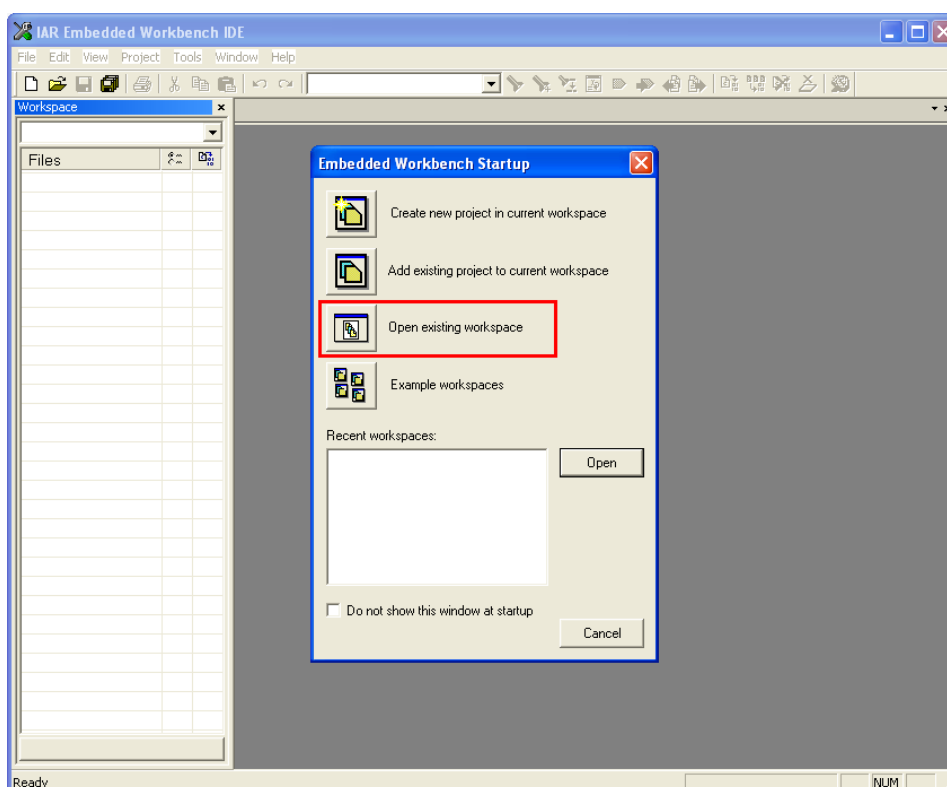 IAR Embedded Workbench IDE
File Edit View Project Tools Window Help
Workspace
Files
Embedded Workbench Startup
Create new project in current workspace
Add existing project to current workspace
Open existing workspace
Example workspaces
Recent workspaces:
Open
Do not show this window at startup
Cancel
Ready NUM